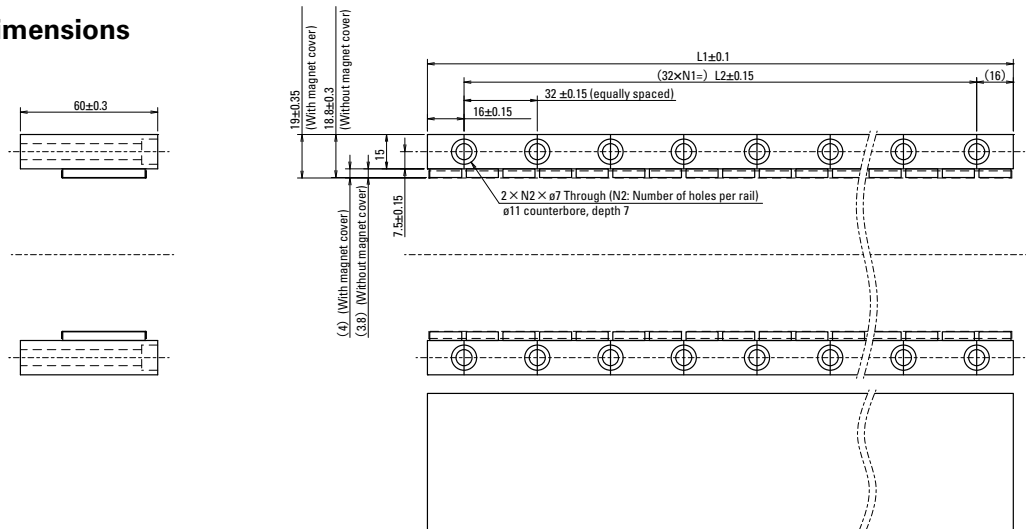 imensions
60±0.3
19±0.35
(With magnet cover)
18.8±0.3
(Without magnet cover)
L1±0.1
(32×N1=) L2±0.15
(16)
32 ±0.15 (equally spaced)
16±0.15
15
2 × N2 × ø7 Through (N2: Number of holes per rail)
ø11 counterbore, depth 7
7.5±0.15
(4) (With magnet cover)
(3.8) (Without magnet cover)